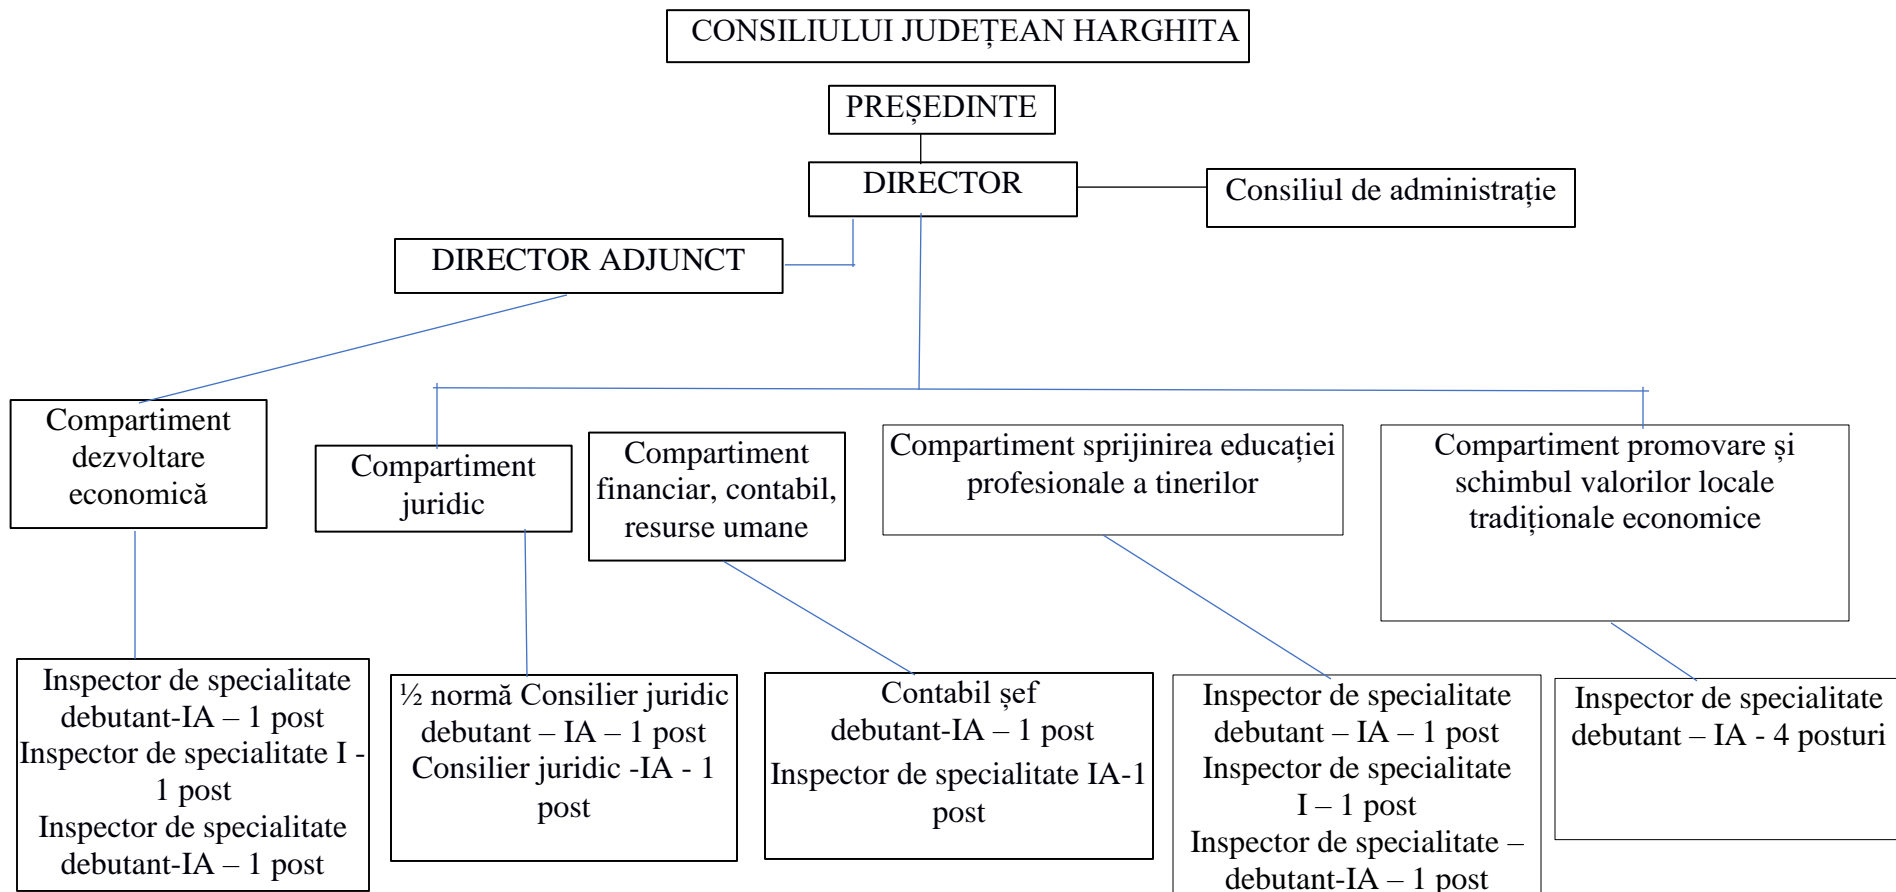 CONSILIULUI JUDEȚEAN HARGHITA
PREȘEDINTE
DIRECTOR
Consiliul de administrație
DIRECTOR ADJUNCT
Compartiment
dezvoltare
economică
Compartiment
juridic
Compartiment
financiar, contabil,
resurse umane
Compartiment sprijinirea educației
profesionale a tinerilor
Compartiment promovare și
schimbul valorilor locale
tradiționale economice
Inspector de specialitate
debutant-IA – 1 post
Inspector de specialitate I -
1 post
Inspector de specialitate
debutant-IA – 1 post
½ normă Consilier juridic
debutant – IA – 1 post
Consilier juridic -IA - 1
post
Contabil șef
debutant-IA – 1 post
Inspector de specialitate IA-1
post
Inspector de specialitate
debutant – IA – 1 post
Inspector de specialitate
I – 1 post
Inspector de specialitate –
debutant-IA – 1 post
Inspector de specialitate
debutant – IA - 4 posturi